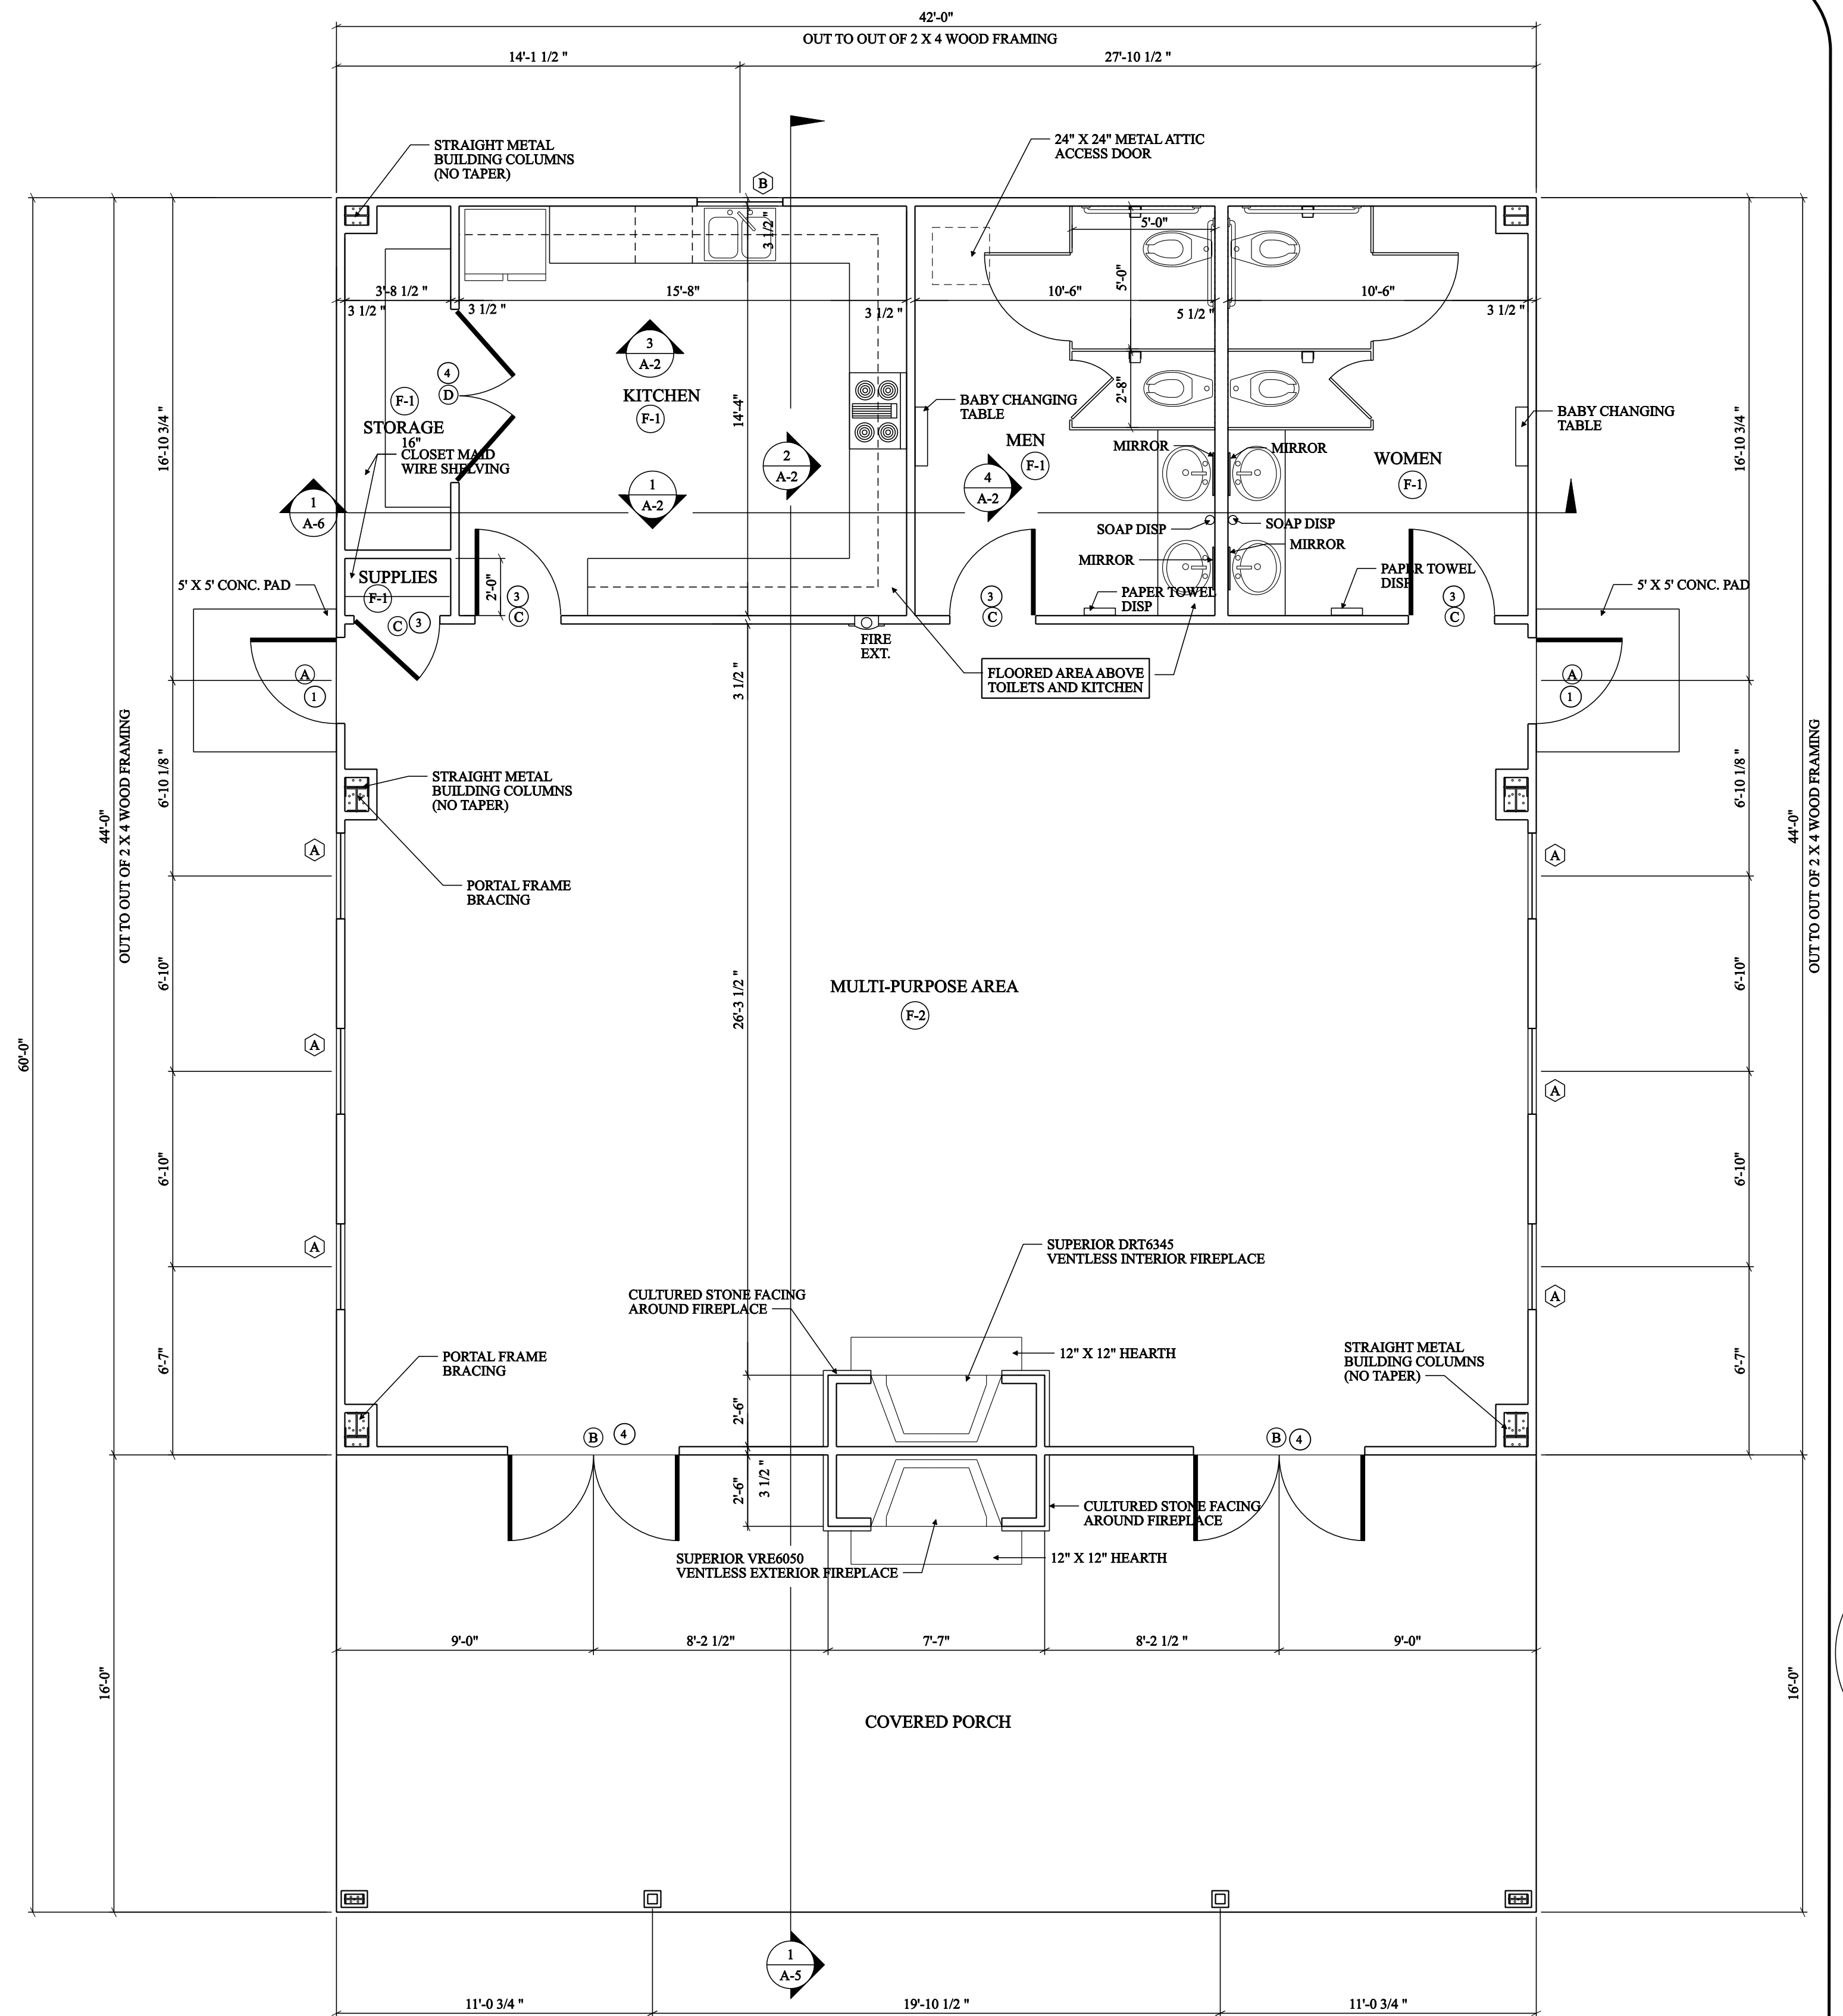 42'-0"
OUT TO OUT OF 2 X 4 WOOD FRAMING
14'-1 1/2 "
27'-10 1/2 "
STRAIGHT METAL
BUILDING COLUMNS
(NO TAPER)
24" X 24" METAL ATTIC
ACCESS DOOR
B
3 1/2 "
5'-0"
5'-0"
3'-8 1/2 "
15'-8"
10'-6"
10'-6"
3 1/2 "
3 1/2 "
3 1/2 "
5 1/2 "
3 1/2 "
3
A-2
4
D
KITCHEN
F-1
F-1
STORAGE
16"
CLOSET MAID
WIRE SHELVING
14'-4"
2'-8"
BABY CHANGING
TABLE
BABY CHANGING
TABLE
MEN
F-1
MIRROR
MIRROR
WOMEN
F-1
16'-10 3/4 "
16'-10 3/4 "
2
A-2
4
A-2
1
A-6
1
A-2
SOAP DISP
SOAP DISP
MIRROR
MIRROR
SUPPLIES
F-1
5' X 5' CONC. PAD
5' X 5' CONC. PAD
2'-0"
3
C
3
C
3
C
C
3
PAPER TOWEL
DISP
PAPER TOWEL
DISP
FIRE
EXT.
FLOORED AREA ABOVE
TOILETS AND KITCHEN
A
1
A
1
3 1/2 "
STRAIGHT METAL
BUILDING COLUMNS
(NO TAPER)
6'-10 1/8 "
6'-10 1/8 "
44'-0"
OUT TO OUT OF 2 X 4 WOOD FRAMING
44'-0"
OUT TO OUT OF 2 X 4 WOOD FRAMING
A
A
PORTAL FRAME
BRACING
6'-10"
6'-10"
26'-3 1/2 "
MULTI-PURPOSE AREA
F-2
60'-0"
A
A
6'-10"
6'-10"
A
A
SUPERIOR DRT6345
VENTLESS INTERIOR FIREPLACE
CULTURED STONE FACING
AROUND FIREPLACE
12" X 12" HEARTH
PORTAL FRAME
BRACING
STRAIGHT METAL
BUILDING COLUMNS
(NO TAPER)
6'-7"
6'-7"
2'-6"
B
4
B
4
2'-6"
3 1/2 "
CULTURED STONE FACING
AROUND FIREPLACE
SUPERIOR VRE6050
VENTLESS EXTERIOR FIREPLACE
12" X 12" HEARTH
9'-0"
8'-2 1/2"
7'-7"
8'-2 1/2 "
9'-0"
16'-0"
16'-0"
COVERED PORCH
1
A-5
11'-0 3/4 "
19'-10 1/2 "
11'-0 3/4 "